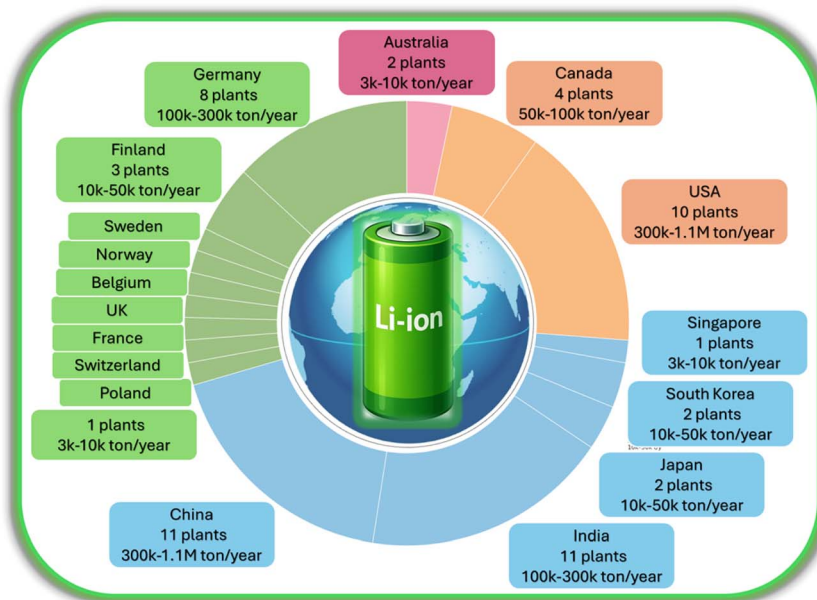 Australia
2 plants
3k-10k ton/year
Germany
8 plants
100k-300k ton/year
Canada
4 plants
50k-100k ton/year
Finland
3 plants
10k-50k ton/year
USA
10 plants
300k-1.1M ton/year
Sweden
Norway
Belgium
UK
France
Switzerland
Poland
1 plants
3k-10k ton/year
Li-ion
Singapore
1 plants
3k-10k ton/year
South Korea
2 plants
10k-50k ton/year
Japan
2 plants
10k-50k ton/year
China
11 plants
300k-1.1M ton/year
India
11 plants
100k-300k ton/year